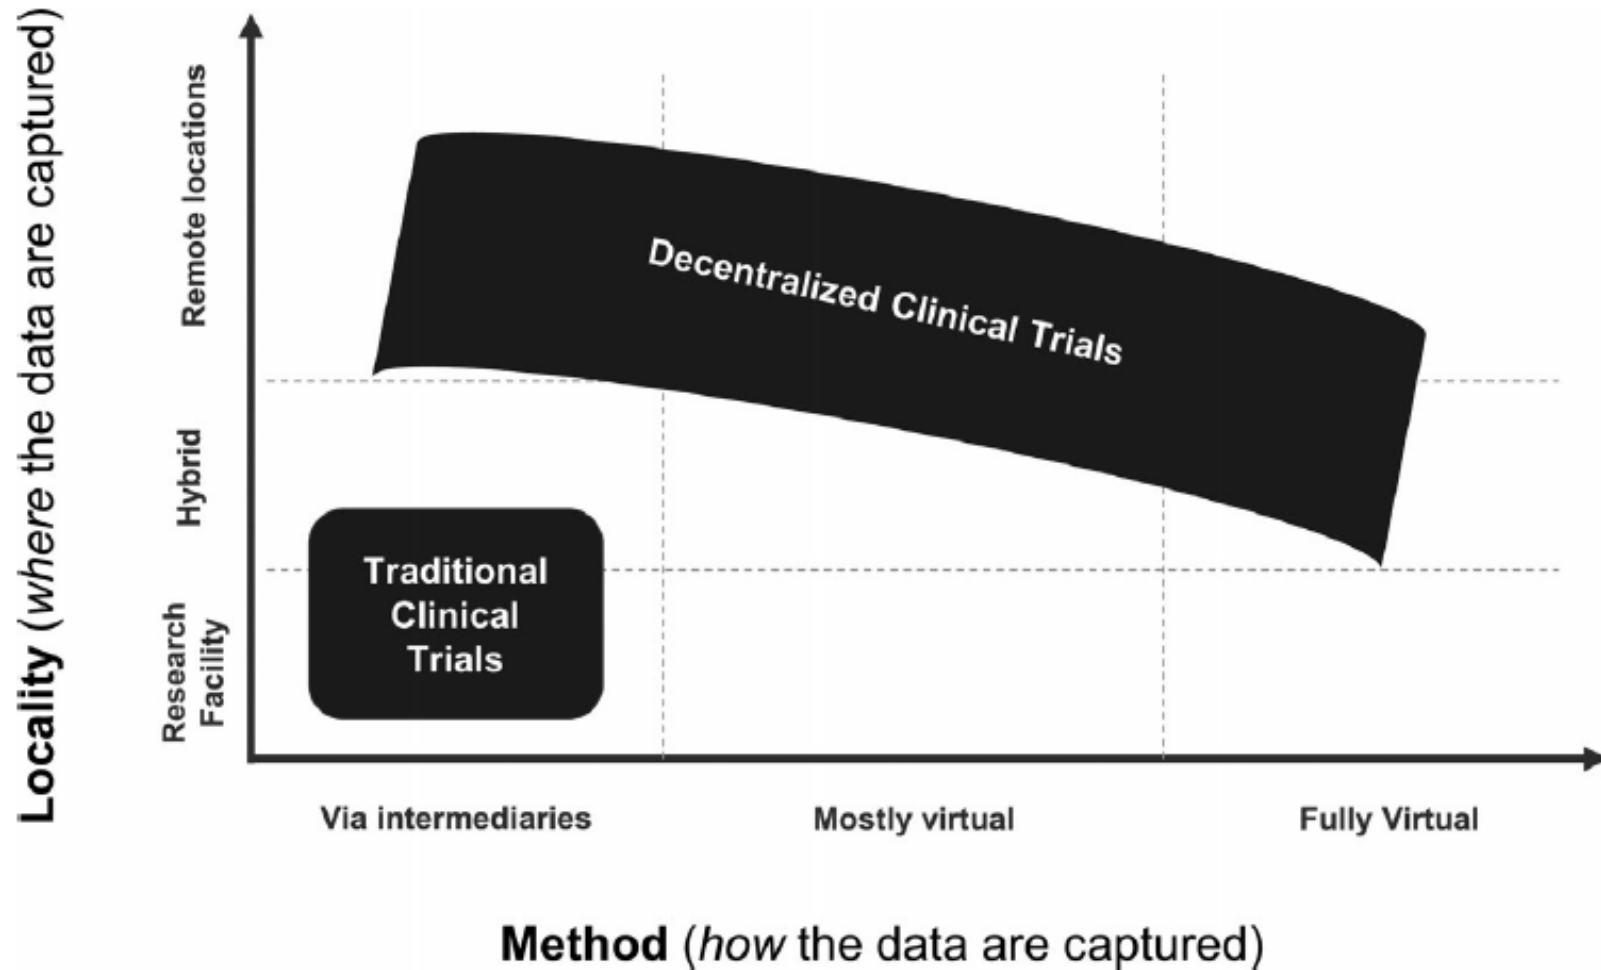 Locality (where the data are captured)
Remote locations
Hybrid
Research
Facility
Decentralized Clinical Trials
Traditional
Clinical
Trials
Via intermediaries
Mostly virtual
Fully Virtual
Method (how the data are captured)